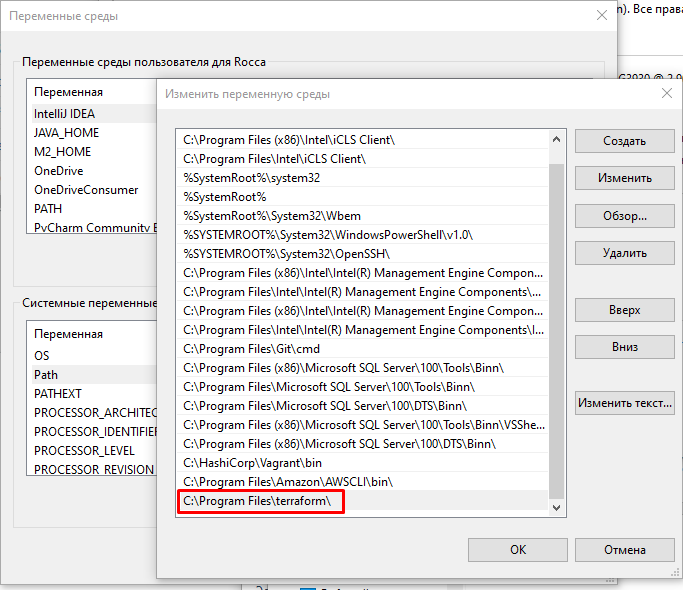 Переменные среды
m). Все прав
Переменные среды пользователя для Rocca
Переменная
IntelliJ IDEA
JAVA_HOME
M2_HOME
OneDrive
OneDriveConsumer
PATH
PyCharm Community E
Системные переменные
Переменная
OS
Path
PATHEXT
PROCESSOR_ARCHITEC
PROCESSOR_IDENTIFIE
PROCESSOR_LEVEL
PROCESSOR_REVISION
Изменить переменную среды
C:\Program Files (x86)\Intel\iCLS Client\
C:\Program Files\Intel\iCLS Client\
%SystemRoot%\system32
%SystemRoot%
%SystemRoot%\System32\Wbem
%SYSTEMROOT%\System32\WindowsPowerShell\v1.0\
%SYSTEMROOT%\System32\OpenSSH\
C:\Program Files (x86)\Intel\Intel(R) Management Engine Compon...
C:\Program Files\Intel\Intel(R) Management Engine Components\...
C:\Program Files (x86)\Intel\Intel(R) Management Engine Compon...
C:\Program Files\Intel\Intel(R) Management Engine Components\I...
C:\Program Files\Git\cmd
C:\Program Files (x86)\Microsoft SQL Server\100\Tools\Binn\
C:\Program Files\Microsoft SQL Server\100\Tools\Binn\
C:\Program Files\Microsoft SQL Server\100\DTS\Binn\
C:\Program Files (x86)\Microsoft SQL Server\100\Tools\Binn\VSShe...
C:\Program Files (x86)\Microsoft SQL Server\100\DTS\Binn\
C:\HashiCorp\Vagrant\bin
C:\Program Files\Amazon\AWSCLI\bin\
C:\Program Files\terraform\
Создать
Изменить
Обзор...
Удалить
Вверх
Вниз
Изменить текст...
ОК
Отмена